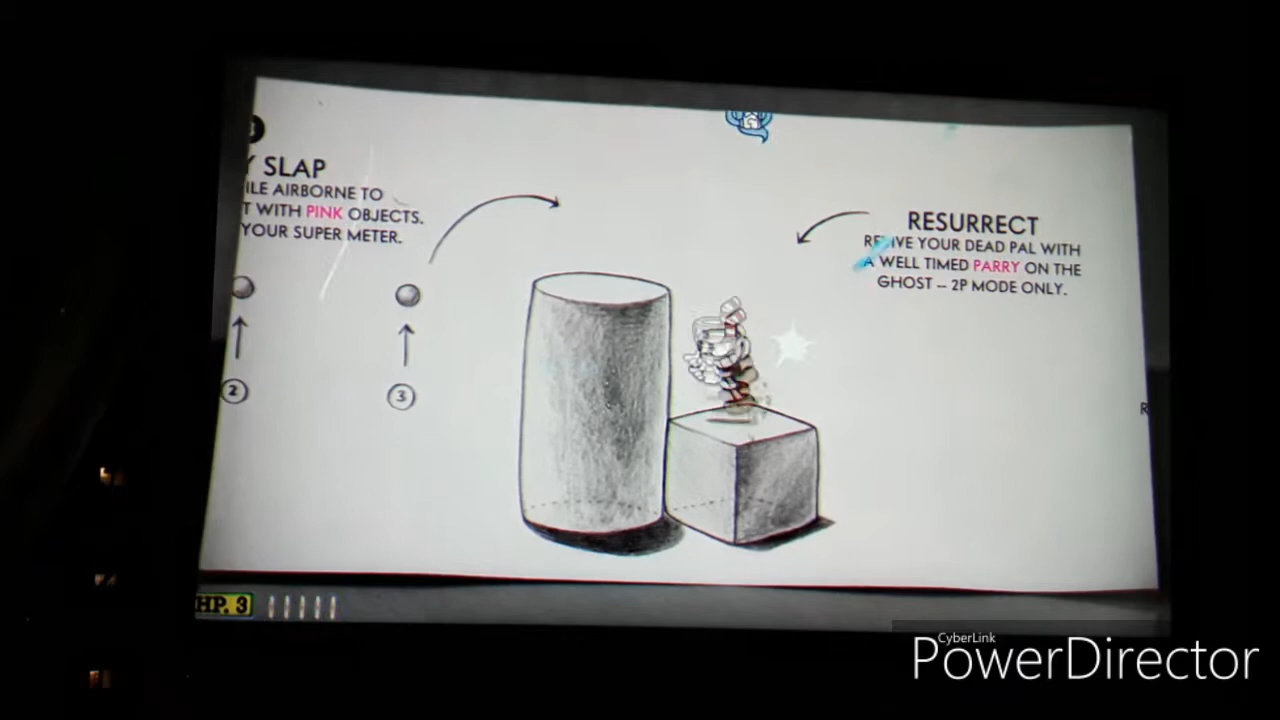 Y SLAP
ILE AIRBORNE TO
T WITH PINK OBJECTS.
YOUR SUPER METER.
2
3
RESURRECT
REVIVE YOUR DEAD PAL WITH
A WELL TIMED PARRY ON THE
GHOST – 2P MODE ONLY.
R
HP. 3
CyberLink
PowerDirector